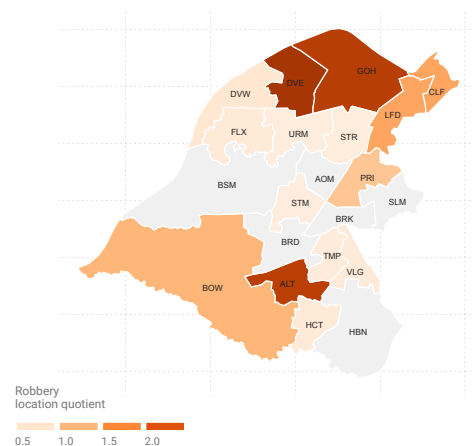 GOH
DVE
CLF
DVW
LFD
FLX
URM
STR
AOM
PRI
BSM
STM
SLM
BRK
BRD
TMP
VLG
ALT
BOW
HCT
HBN
Robbery
location quotient
0.5 1.0 1.5 2.0